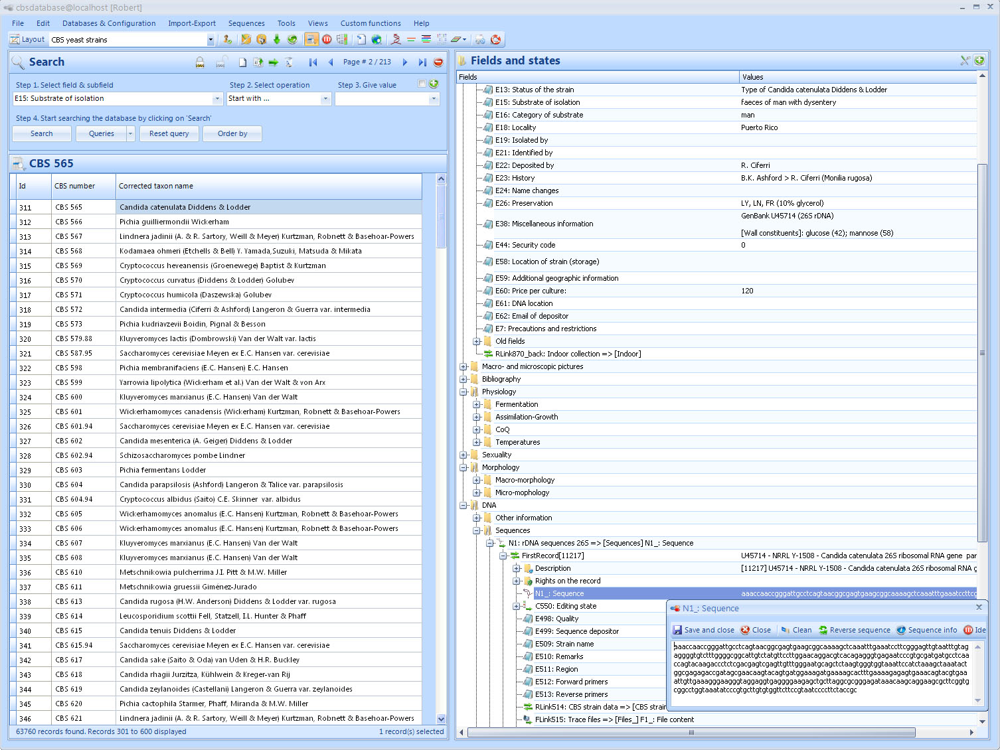 cbsdatabase@localhost [Robert]
File Edit Databases & Configuration Import-Export Sequences Tools Views Custom functions Help
Layout CBS yeast strains
Search
Page # 2 / 213
Step 1. Select field & subfield Step 2. Select operation Step 3. Give value
E15: Substrate of isolation Start with ...
Step 4. Start searching the database by clicking on 'Search'
Search Queries Reset query Order by
CBS 565
Id CBS number Corrected taxon name
311 CBS 565 Candida catenulata Diddens & Lodder
312 CBS 566 Pichia guilliermondii Wickerham
313 CBS 567 Lindnera jadinii (A. & R. Sartory, Weill & Meyer) Kurtzman, Robnett & Basehoar-Powers
314 CBS 568 Kodamaea ohmeri (Etchells & Bell) Y. Yamada,Suzuki, Matsuda & Mikata
315 CBS 569 Cryptococcus heveanensis (Groenewege) Baptist & Kurtzman
316 CBS 570 Cryptococcus curvatus (Diddens & Lodder) Golubev
317 CBS 571 Cryptococcus humicola (Daszewska) Golubev
318 CBS 572 Candida intermedia (Ciferri & Ashford) Langeron & Guerra var. intermedia
319 CBS 573 Pichia kudriavzevii Boidin, Pignal & Besson
320 CBS 579.88 Kluyveromyces lactis (Dombrowski) Van der Walt var. lactis
321 CBS 587.95 Saccharomyces cerevisiae Meyen ex E.C. Hansen var. cerevisiae
322 CBS 598 Pichia membranifaciens (E.C. Hansen) E.C. Hansen
323 CBS 599 Yarrowia lipolytica (Wickerham et al.) Van der Walt & von Arx
324 CBS 600 Kluyveromyces marxianus (E.C. Hansen) Van der Walt
325 CBS 601 Wickerhamomyces canadensis (Wickerham) Kurtzman, Robnett & Basehoar-Powers
326 CBS 601.94 Saccharomyces cerevisiae Meyen ex E.C. Hansen var. cerevisiae
327 CBS 602 Candida mesenterica (A. Geiger) Diddens & Lodder
328 CBS 602.94 Schizosaccharomyces pombe Lindner
329 CBS 603 Pichia fermentans Lodder
330 CBS 604 Candida parapsilosis (Ashford) Langeron & Talice var. parapsilosis
331 CBS 604.94 Cryptococcus albidus (Saito) C.E. Skinner var. albidus
332 CBS 605 Wickerhamomyces anomalus (E.C. Hansen) Kurtzman, Robnett & Basehoar-Powers
333 CBS 606 Wickerhamomyces anomalus (E.C. Hansen) Kurtzman, Robnett & Basehoar-Powers
334 CBS 607 Kluyveromyces marxianus (E.C. Hansen) Van der Walt
335 CBS 608 Kluyveromyces marxianus (E.C. Hansen) Van der Walt
336 CBS 610 Metschnikowia pulcherrima J.I. Pitt & M.W. Miller
337 CBS 611 Metschnikowia gruessii Giménez-Jurado
338 CBS 613 Candida rugosa (H.W. Anderson) Diddens & Lodder var. rugosa
339 CBS 614 Leucosporidium scottii Fell, Statzell, I.L. Hunter & Phaff
340 CBS 615 Candida tenuis Diddens & Lodder
341 CBS 615.94 Saccharomyces cerevisiae Meyen ex E.C. Hansen var. cerevisiae
342 CBS 617 Candida sake (Saito & Oda) van Uden & H.R. Buckley
343 CBS 618 Candida rhagii Jurzitza, Kühlwein & Kreger-van Rij
344 CBS 619 Candida zeylanoides (Castellani) Langeron & Guerra var. zeylanoides
345 CBS 620 Pichia cactophila Starmer, Phaff, Miranda & M.W. Miller
346 CBS 621 Lindnera jadinii (A. & R. Sartory, Weill & Meyer) Kurtzman, Robnett & Basehoar-Powers
63760 records found. Records 301 to 600 displayed 1 record(s) selected
Fields and states
Fields Values
E13: Status of the strain Type of Candida catenulata Diddens & Lodder
E15: Substrate of isolation faeces of man with dysentery
E16: Category of substrate man
E18: Locality Puerto Rico
E19: Isolated by
E21: Identified by
E22: Deposited by R. Ciferri
E23: History B.K. Ashford > R. Ciferri (Monilia rugosa)
E24: Name changes
E26: Preservation LY, LN, FR (10% glycerol)
GenBank U45714 (26S rDNA)
E38: Miscellaneous information
[Wall constituents]: glucose (42); mannose (58)
E44: Security code 0
E58: Location of strain (storage)
E59: Additional geographic information
E60: Price per culture: 120
E61: DNA location
E62: Email of depositor
E7: Precautions and restrictions
Old fields
RLink870_back: Indoor collection => [Indoor]
Macro- and microscopic pictures
Bibliography
Physiology
Fermentation
Assimilation-Growth
CoQ
Temperatures
Sexuality
Morphology
Macro-morphology
Micro-mophology
DNA
Other information
Sequences
N1: rDNA sequences 26S => [Sequences] N1_: Sequence
FirstRecord[11217] U45714 - NRRL Y-1508 - Candida catenulata 26S ribosomal RNA gene par
Description [11217] U45714 - NRRL Y-1508 - Candida catenulata 26S ribosomal RNA g
Rights on the record
N1_: Sequence aaaccaaccgggattgcctcagtaacggcgagtgaagcggcaaaagctcaaatttgaaatccttcg
C550: Editing state
E498: Quality
E499: Sequence depositor
E509: Strain name
E510: Remarks
E511: Region
E512: Forward primers
E513: Reverse primers
RLink514: CBS strain data => [CBS strain
FLink515: Trace files => [Files_] F1_: File content
N1_: Sequence
Save and close Close Clean Reverse sequence Sequence info Ide
aaaccaaccgggattgcctcagtaacggcgagtgaagcggcaaaagctcaaatttgaaatccttcgggagttgtaatttgtag
aggggtgtctttggggcggcattgtctatgttccttggaacaggacgtcacagagggtgagaatcccgtgcgatgatgcctcaa
ccagtacaagaccctctcgacgagtcgagttgtttgggaatgcagctctaagtgggtggtaaattccatctaaagctaaatact
ggcgagagaccgatagcgaacaagtacagtgatggaaagatgaaaagcactttgaaaagagagtgaaacagtacgtgaa
attgttgaaagggaagggtaggaggtgaggggaagagctgcttaggcgcgggagataaacaagcaggaagcgcttcggtg
cggcctggtaaatatcccgtgcttgtgtggttcttccgtaatccccttctaccgc